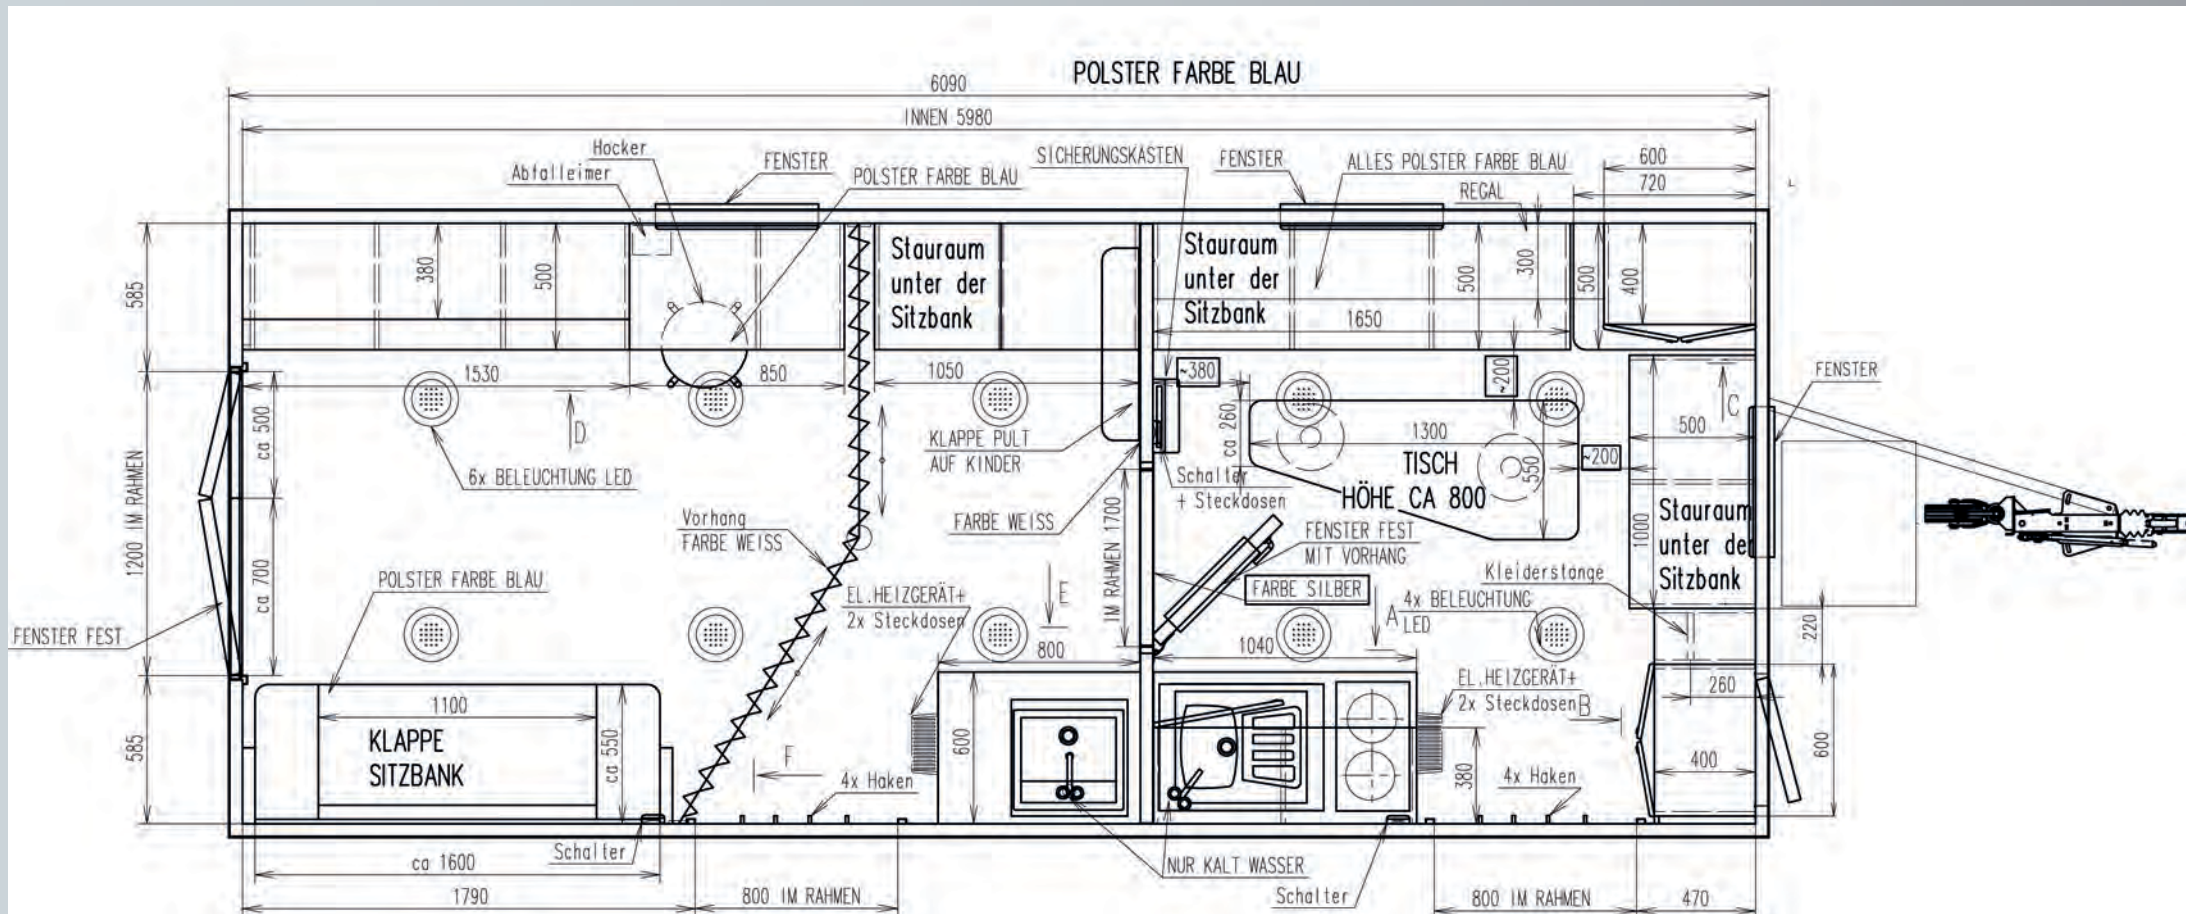 POLSTER FARBE BLAU
6090
INNEN 5980
Hocker
Abfalleimer
FENSTER
POLSTER FARBE BLAU
SICHERUNGSKASTEN
FENSTER
ALLES POLSTER FARBE BLAU
REGAL
600
720
585
380
500
Stauraum
unter der
Sitzbank
Stauraum
unter der
Sitzbank
500
300
500
400
1650
1530
850
1050
~380
~200
FENSTER
ca 500
D
KLAPPE PULT
AUF KINDER
ca 260
1300
TISCH
HÖHE CA 800
550
~200
500
C
1200 IM RAHMEN
6x BELEUCHTUNG LED
Schalter
+ Steckdosen
Vorhang
FARBE WEISS
FARBE WEISS
IM RAHMEN 1700
FENSTER FEST
MIT VORHANG
1000
Stauraum
unter der
Sitzbank
ca 700
POLSTER FARBE BLAU
EL.HEIZGERÄT+
2x Steckdosen
E
FARBE SILBER
A
4x BELEUCHTUNG
LED
Kleiderstange
FENSTER FEST
220
800
1040
1100
KLAPPE
SITZBANK
ca 550
585
600
EL.HEIZGERÄT+
2x Steckdosen
B
260
F
4x Haken
380
4x Haken
400
600
Schalter
ca 1600
NUR KALT WASSER
Schalter
1790
800 IM RAHMEN
800 IM RAHMEN
470